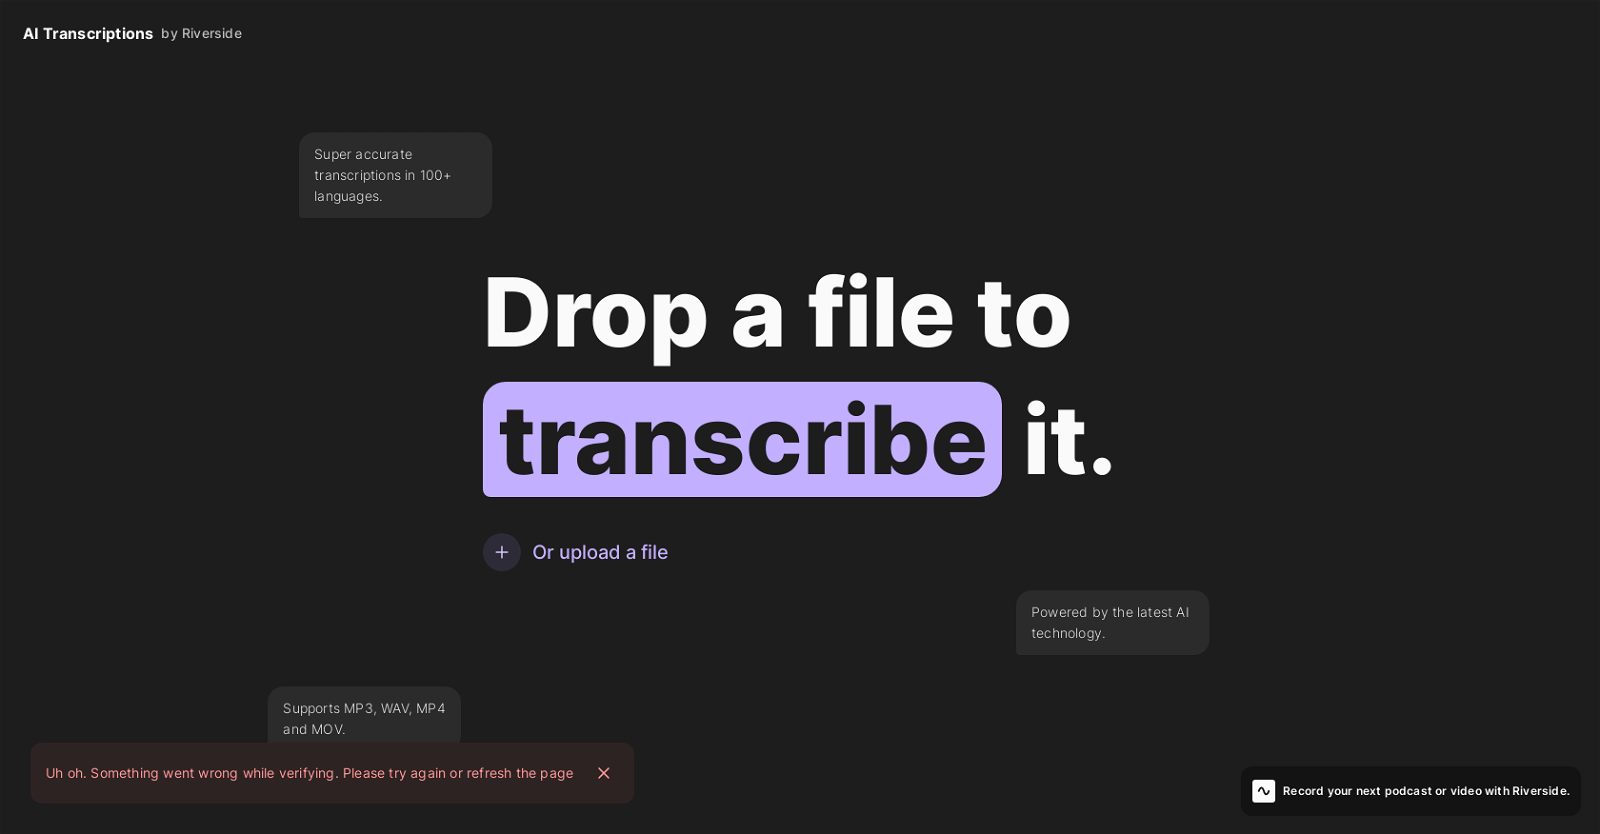 AI Transcriptions by Riverside
Super accurate
transcriptions in 100+
languages.
Drop a file to
transcribe it.
Or upload a file
Powered by the latest AI
technology.
Supports MP3, WAV, MP4
and MOV.
Uh oh. Something went wrong while verifying. Please try again or refresh the page
Record your next podcast or video with Riverside.